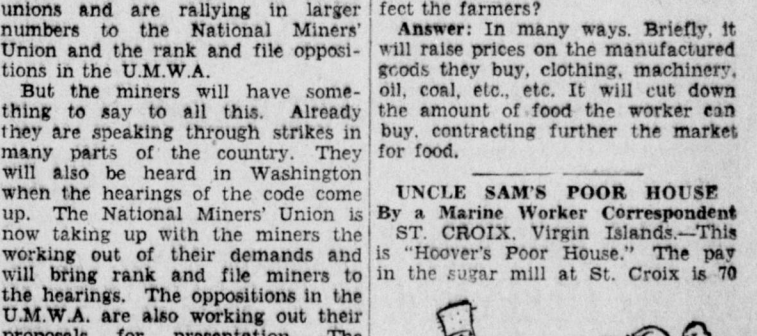 unions and are rallying in larger
numbers to the National Miners'
Union and the rank and file opposi-
tions in the U.M.W.A.
But the miners will have some-
thing to say to all this. Already
they are speaking through strikes in
many parts of the country. They
will also be heard in Washington
when the hearings of the code come
up. The National Miners' Union is
now taking up with the miners the
working out of their demands and
will bring rank and file miners to
the hearings. The oppositions in the
U.M.W.A. are also working out their
proposals for presentation. The
fect the farmers?
Answer: In many ways. Briefly, it
will raise prices on the manufactured
goods they buy, clothing, machinery,
oil, coal, etc., etc. It will cut down
the amount of food the worker can
buy, contracting further the market
for food.
UNCLE SAM'S POOR HOUSE
By a Marine Worker Correspondent
ST. CROIX, Virgin Islands.—This
is "Hoover's Poor House." The pay
in the sugar mill at St. Croix is 70